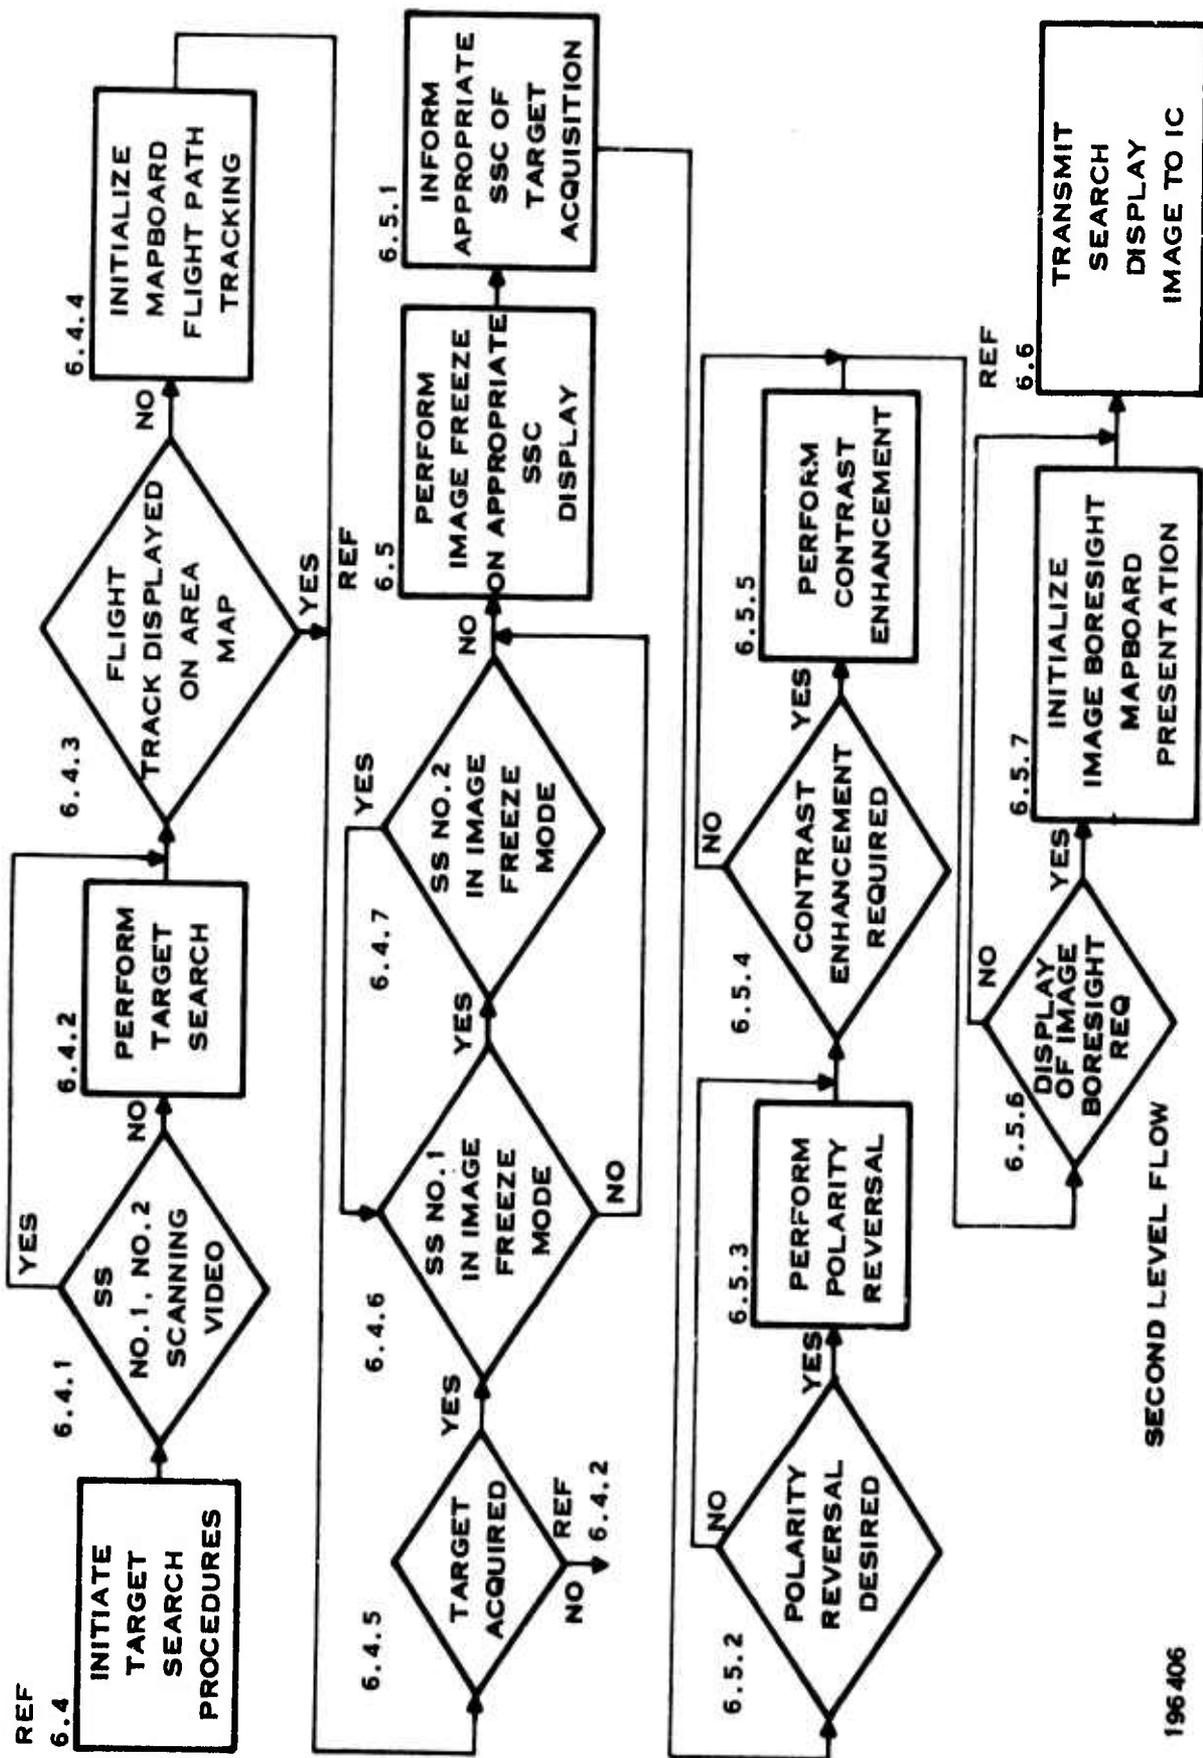 REF
6.4
INITIATE
TARGET
SEARCH
PROCEDURES
6.4.1
SS
NO.1, NO.2
SCANNING
VIDEO
YES
NO
6.4.2
PERFORM
TARGET
SEARCH
6.4.3
FLIGHT
TRACK DISPLAYED
ON AREA
MAP
NO
YES
6.4.4
INITIALIZE
MAPBOARD
FLIGHT PATH
TRACKING
6.4.5
TARGET
ACQUIRED
YES
NO
REF
6.4.2
6.4.6
SS NO.1
IN IMAGE
FREEZE
MODE
YES
NO
6.4.7
SS NO.2
IN IMAGE
FREEZE
MODE
YES
NO
REF
6.5
PERFORM
IMAGE FREEZE
ON APPROPRIATE
SSC
DISPLAY
6.5.1
INFORM
APPROPRIATE
SSC OF
TARGET
ACQUISITION
6.5.2
POLARITY
REVERSAL
DESIRED
NO
YES
6.5.3
PERFORM
POLARITY
REVERSAL
6.5.4
CONTRAST
ENHANCEMENT
REQUIRED
NO
YES
6.5.5
PERFORM
CONTRAST
ENHANCEMENT
6.5.6
DISPLAY
OF IMAGE
BORESIGHT
REQ
NO
YES
6.5.7
INITIALIZE
IMAGE BORESIGHT
MAPBOARD
PRESENTATION
REF
6.6
TRANSMIT
SEARCH
DISPLAY
IMAGE TO IC
SECOND LEVEL FLOW
196406